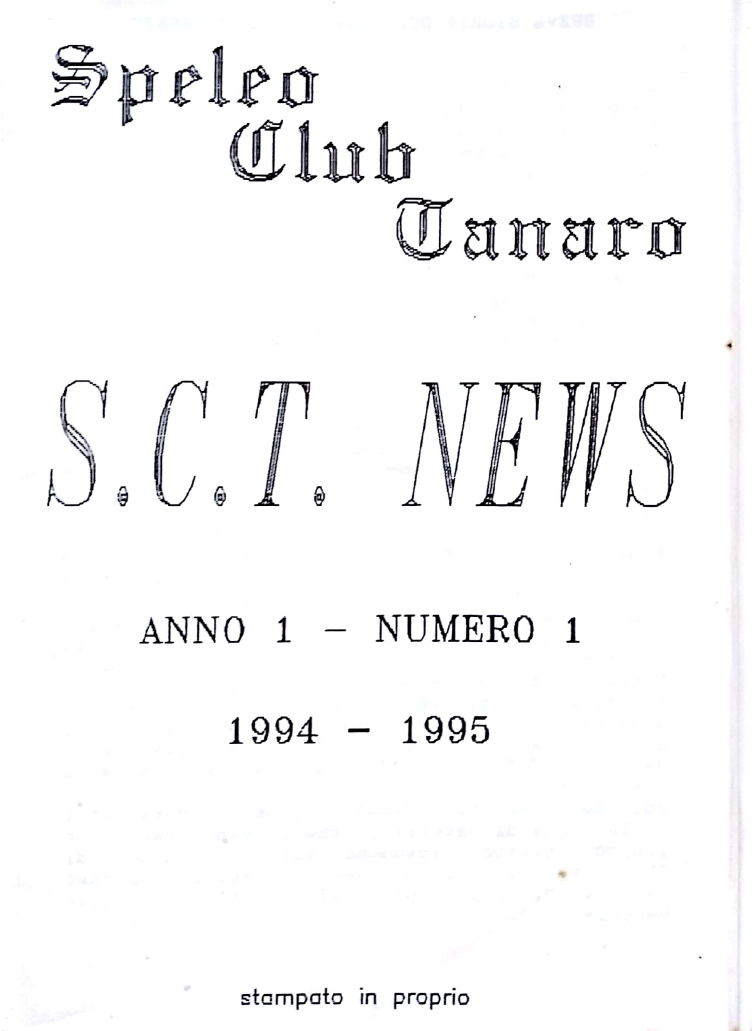 Speleo
Club
Tanaro
S.C.T. NEWS
ANNO 1 - NUMERO 1
1994 - 1995
stampato in proprio